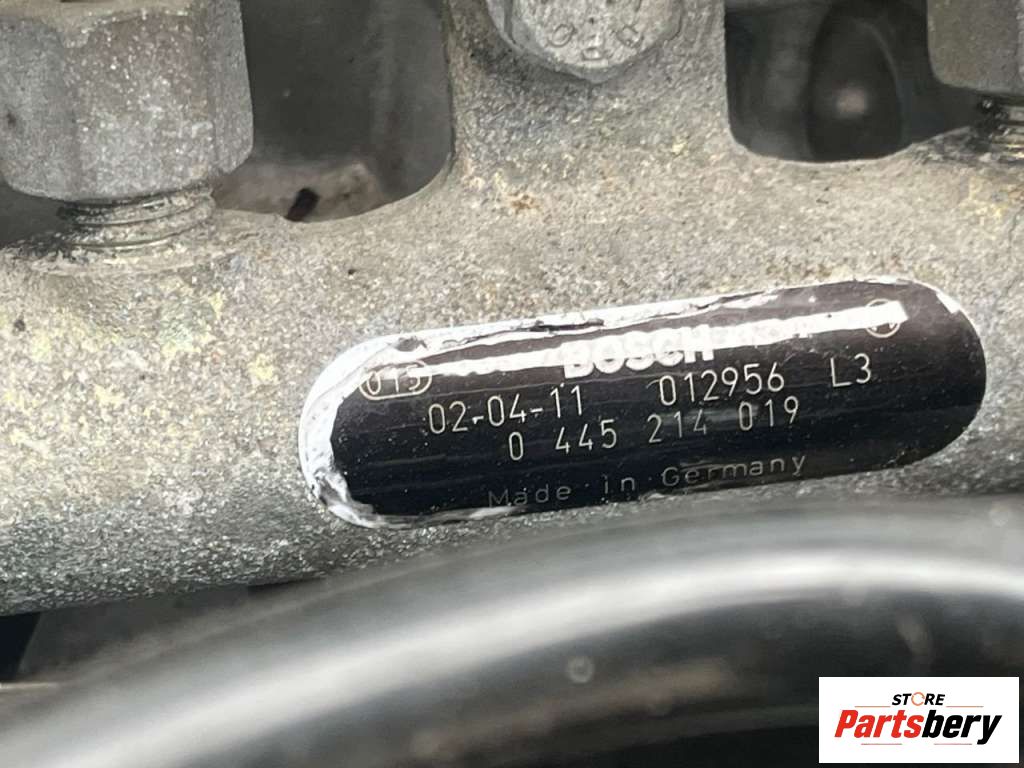 BOSCH
015
02-04-11 012956 L3
0 445 214 019
Made in Germany
STORE
Partsbery